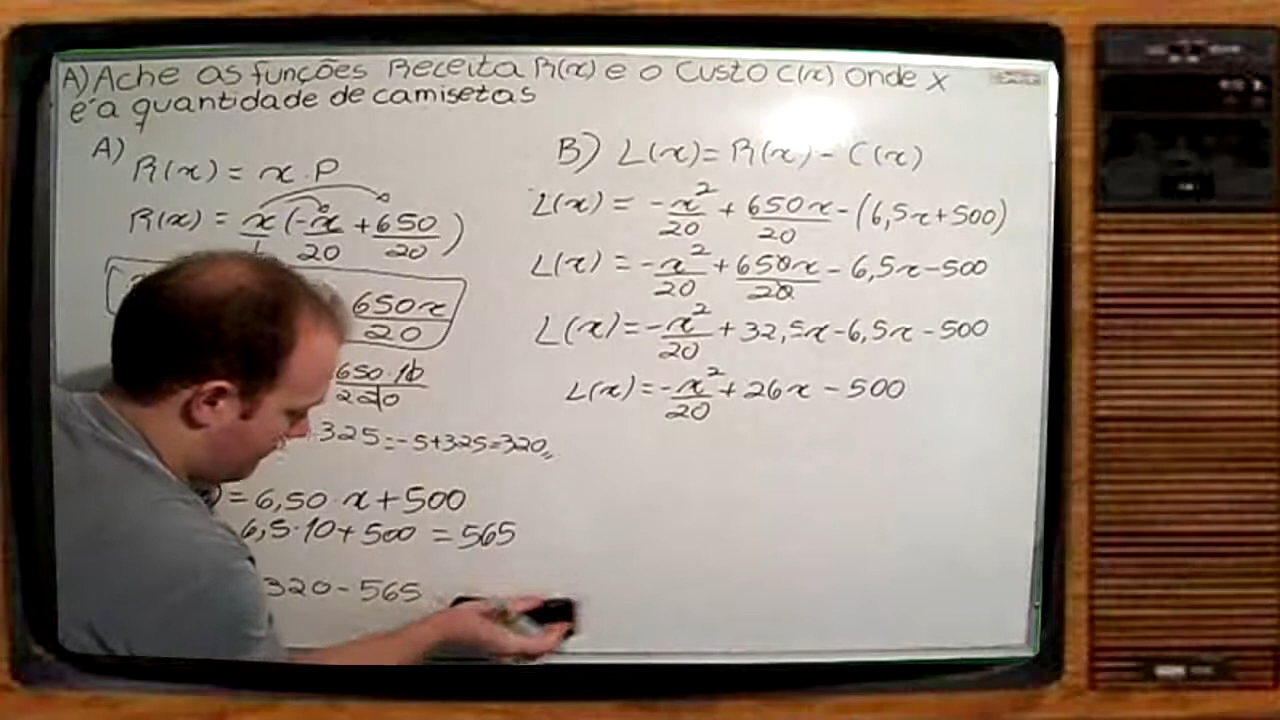 A) Ache as funções Receita R(x) e o Custo C(x) onde x
é a quantidade de camisetas
A)
R(x) = x.P
R(x) = x/1 (-x/20 + 650/20)
650x/20
650.10/220
+325=-5+325=320,,
=6,50.x+500
6,5.10+500 = 565
320-565
B) L(x)= R(x) - C(x)
L(x) = -x²/20 + 650x/20 - (6,5x+500)
L(x) = -x²/20 + 650x/20 - 6,5x-500
L(x)=-x²/20 + 32,5x-6,5x-500
L(x)=-x²/20 + 26x - 500